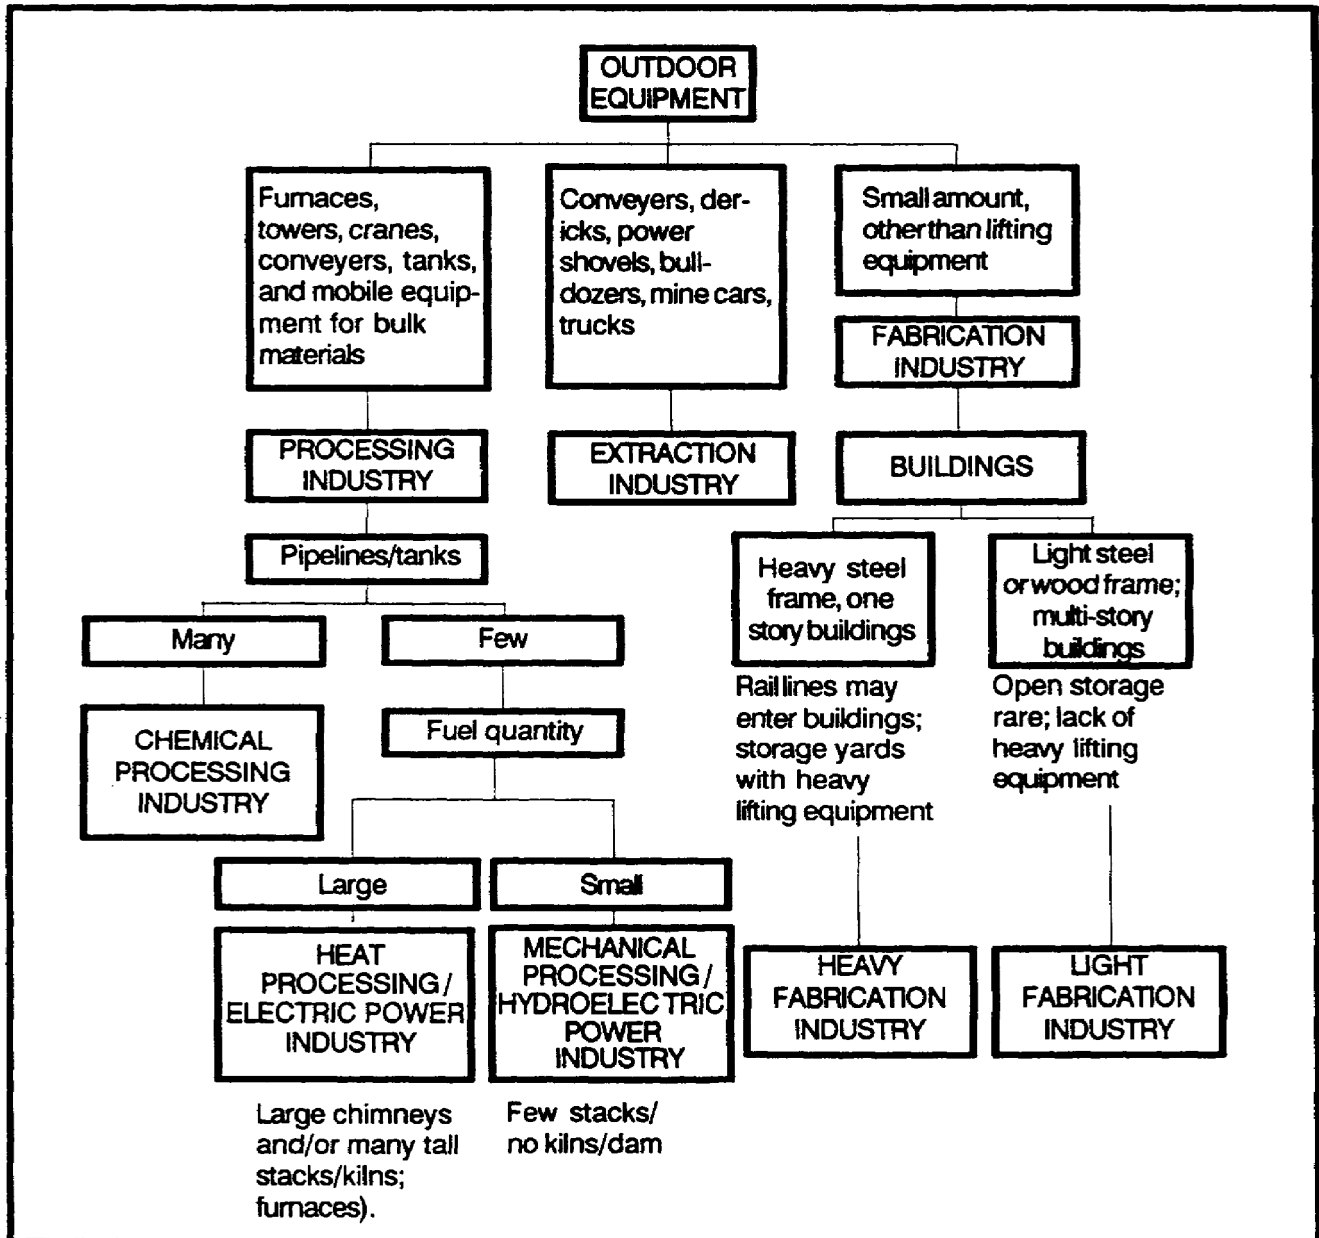 OUTDOOR
EQUIPMENT
Furnaces,
towers, cranes,
conveyers, tanks,
and mobile equip-
ment for bulk
materials
Conveyers, der-
icks, power
shovels, bull-
dozers, mine cars,
trucks
Small amount,
other than lifting
equipment
FABRICATION
INDUSTRY
PROCESSING
INDUSTRY
EXTRACTION
INDUSTRY
BUILDINGS
Pipelines/tanks
Heavy steel
frame, one
story buildings
Light steel
or wood frame;
multi-story
buildings
Many
Few
Rail lines may
enter buildings;
storage yards
with heavy
lifting equipment
Open storage
rare; lack of
heavy lifting
equipment
CHEMICAL
PROCESSING
INDUSTRY
Fuel quantity
Large
Small
HEAT
PROCESSING/
ELECTRIC POWER
INDUSTRY
MECHANICAL
PROCESSING/
HYDROELECTRIC
POWER
INDUSTRY
HEAVY
FABRICATION
INDUSTRY
LIGHT
FABRICATION
INDUSTRY
Large chimneys
and/or many tall
stacks/kilns;
furnaces).
Few stacks/
no kilns/dam